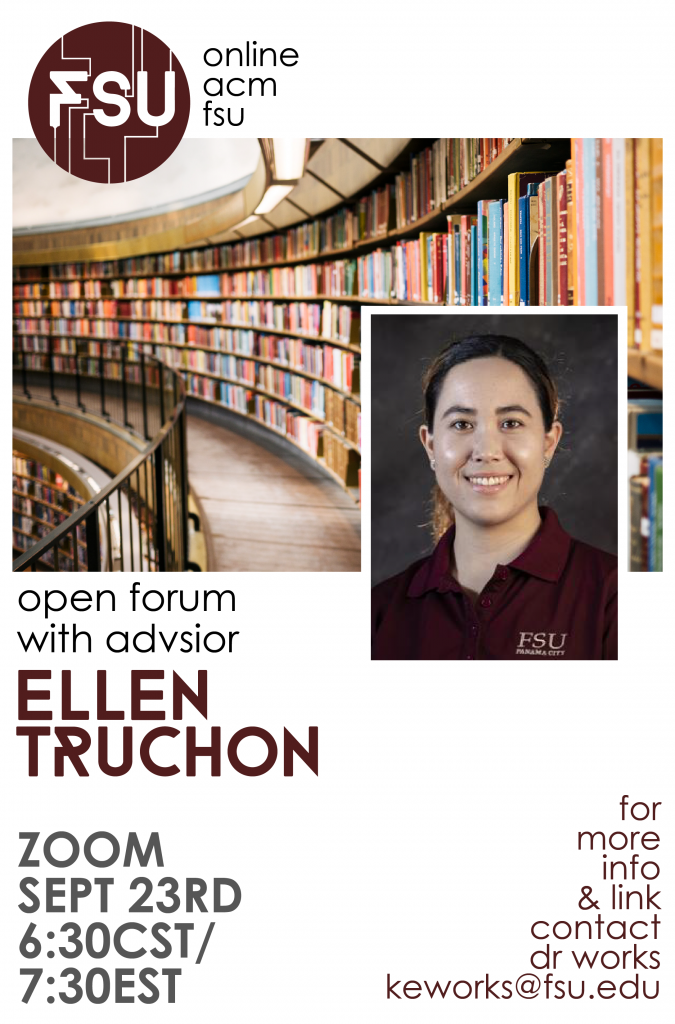 FSU
online
acm
fsu
FSU
PANAMA CITY
open forum
with advsior
ELLEN
TRUCHON
ZOOM
SEPT 23RD
6:30CST/
7:30EST
for
more
info
& link
contact
dr works
keworks@fsu.edu